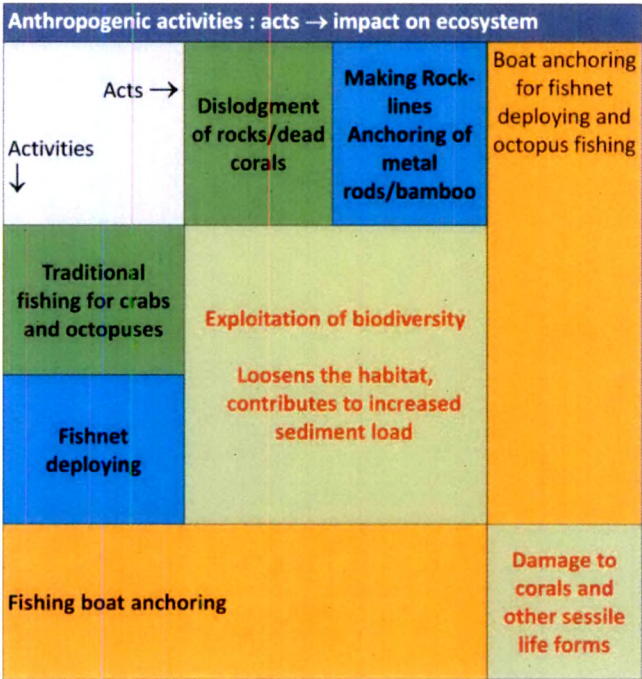 Anthropogenic activities : acts → impact on ecosystem
Acts →
Activities
↓
Dislodgment
of rocks/dead
corals
Making Rock-
lines
Anchoring of
metal
rods/bamboo
Boat anchoring
for fishnet
deploying and
octopus fishing
Traditional
fishing for crabs
and octopuses
Exploitation of biodiversity
Loosens the habitat,
contributes to increased
sediment load
Fishnet
deploying
Fishing boat anchoring
Damage to
corals and
other sessile
life forms